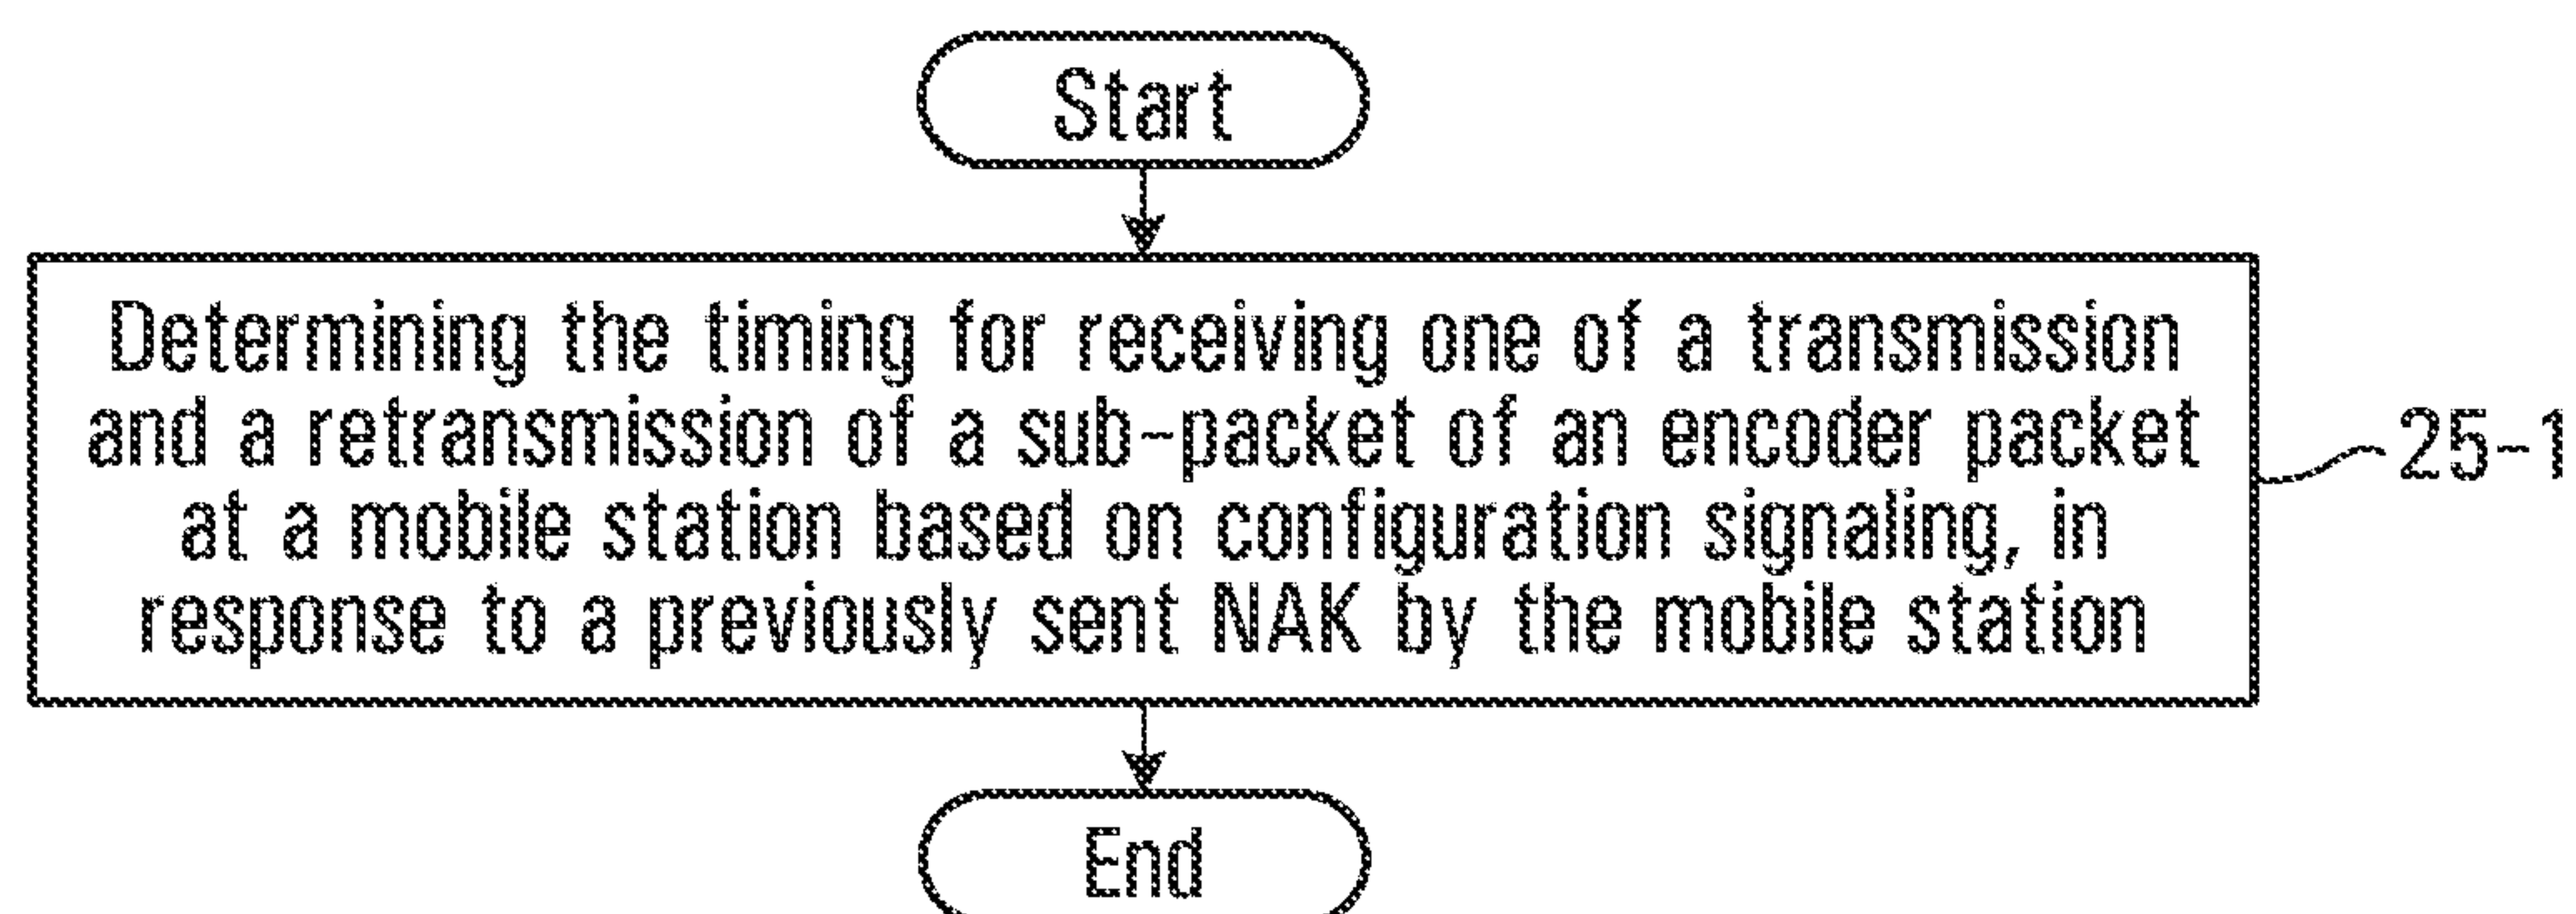 Start
Determining the timing for receiving one of a transmission
and a retransmission of a sub-packet of an encoder packet
at a mobile station based on configuration signaling, in
response to a previously sent NAK by the mobile station
25-1
End